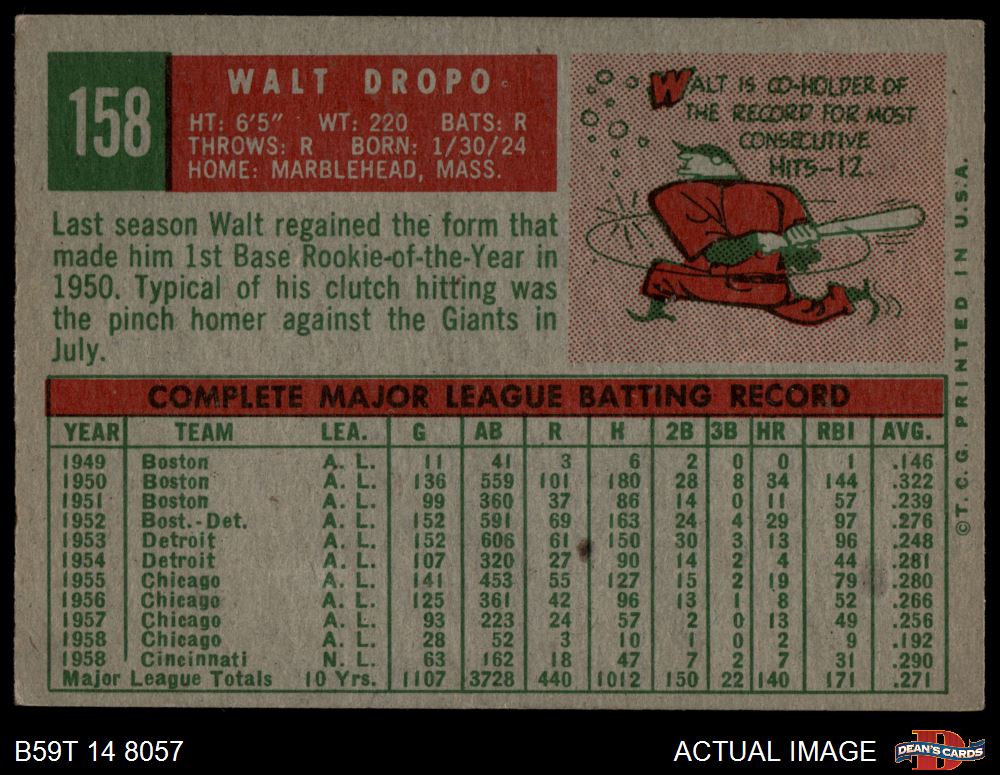 158
WALT DROPO
HT: 6'5" WT: 220 BATS: R
THROWS: R BORN: 1/30/24
HOME: MARBLEHEAD, MASS.
Last season Walt regained the form that
made him 1st Base Rookie-of-the-Year in
1950. Typical of his clutch hitting was
the pinch homer against the Giants in
July.
WALT IS CO-HOLDER OF
THE RECORD FOR MOST
CONSECUTIVE
HITS-12.
COMPLETE MAJOR LEAGUE BATTING RECORD
YEAR TEAM LEA. G AB R H 2B 3B HR RBI AVG.
1949 Boston A. L. 11 41 3 6 2 0 0 1 .146
1950 Boston A. L. 136 559 101 180 28 8 34 144 .322
1951 Boston A. L. 99 360 37 86 14 0 11 57 .239
1952 Bost.-Det. A. L. 152 591 69 163 24 4 29 97 .276
1953 Detroit A. L. 152 606 61 150 30 3 13 96 .248
1954 Detroit A. L. 107 320 27 90 14 2 4 44 .281
1955 Chicago A. L. 141 453 55 127 15 2 19 79 .280
1956 Chicago A. L. 125 361 42 96 13 1 8 52 .266
1957 Chicago A. L. 93 223 24 57 2 0 13 49 .256
1958 Chicago A. L. 28 52 3 10 1 0 2 9 .192
1958 Cincinnati N. L. 63 162 18 47 7 2 7 31 .290
Major League Totals 10 Yrs. 1107 3728 440 1012 150 22 140 171 .271
©T.C.G. PRINTED IN U.S.A.
B59T 14 8057
ACTUAL IMAGE
D
DEAN'S CARDS